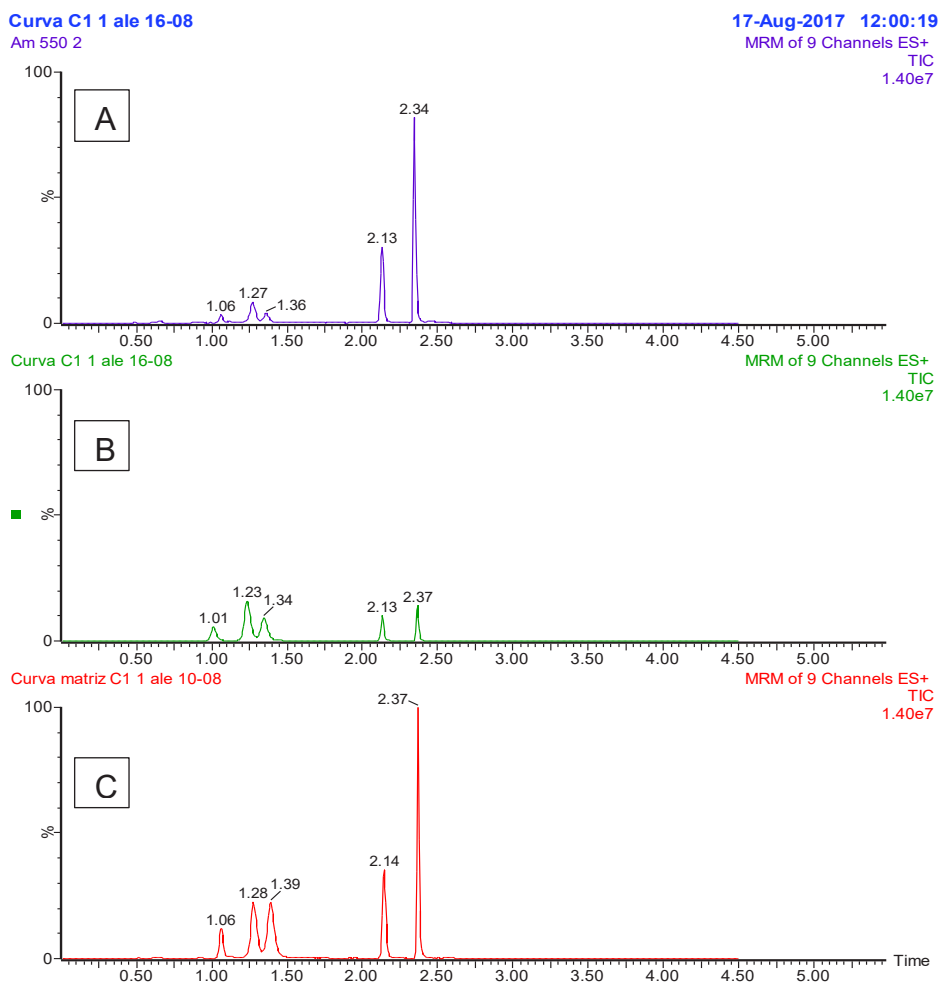 Curva C1 1 ale 16-08 17-Aug-2017 12:00:19
Am 550 2 MRM of 9 Channels ES+
TIC
1.40e7
100
A
%
0
1.06
1.27
1.36
2.13
2.34
0.50 1.00 1.50 2.00 2.50 3.00 3.50 4.00 4.50 5.00
Curva C1 1 ale 16-08 MRM of 9 Channels ES+
TIC
1.40e7
100
B
%
0
1.01
1.23
1.34
2.13
2.37
0.50 1.00 1.50 2.00 2.50 3.00 3.50 4.00 4.50 5.00
Curva matriz C1 1 ale 10-08 MRM of 9 Channels ES+
TIC
1.40e7
100
C
%
0
1.06
1.28
1.39
2.14
2.37
0.50 1.00 1.50 2.00 2.50 3.00 3.50 4.00 4.50 5.00
Time